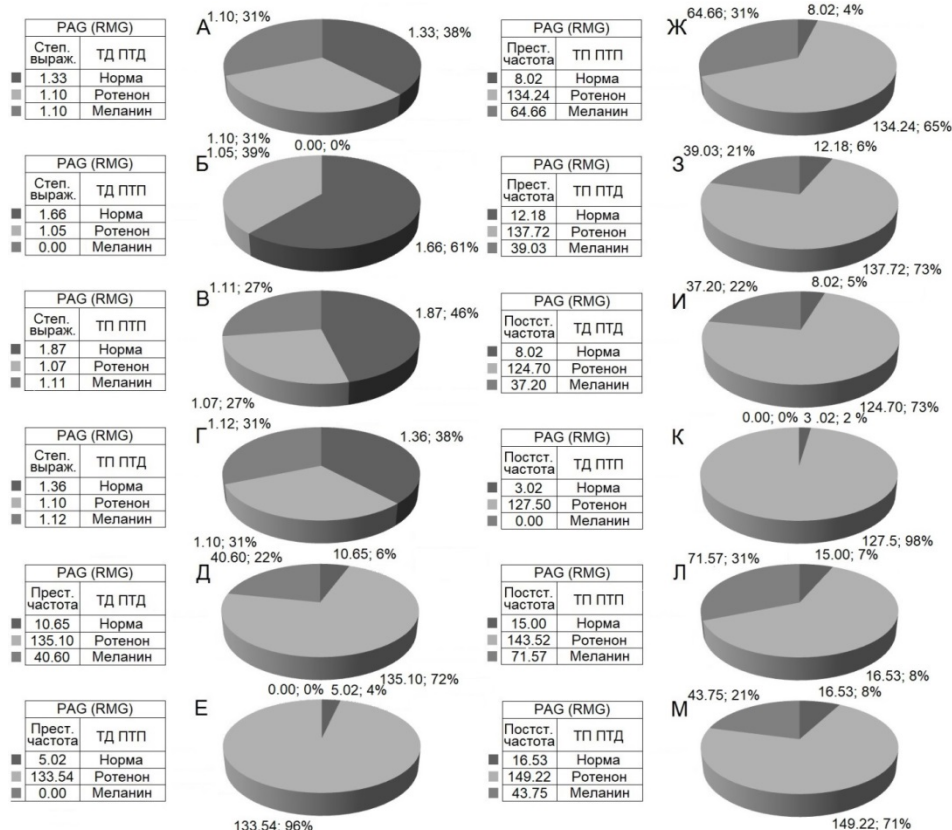 PAG (RMG)
Степ. выраж. ТД ПТД
1.33 Норма
1.10 Ротенон
1.10 Меланин
А
1.10; 31%
1.33; 38%
1.10; 31%
PAG (RMG)
Степ. выраж. ТД ПТП
1.66 Норма
1.05 Ротенон
0.00 Меланин
Б
1.05; 39%
0.00; 0%
1.66; 61%
PAG (RMG)
Степ. выраж. ТП ПТП
1.87 Норма
1.07 Ротенон
1.11 Меланин
В
1.11; 27%
1.87; 46%
1.07; 27%
PAG (RMG)
Степ. выраж. ТП ПТД
1.36 Норма
1.10 Ротенон
1.12 Меланин
Г
1.12; 31%
1.36; 38%
1.10; 31%
PAG (RMG)
Прест. частота ТД ПТД
10.65 Норма
135.10 Ротенон
40.60 Меланин
Д
40.60; 22%
10.65; 6%
135.10; 72%
PAG (RMG)
Прест. частота ТД ПТП
5.02 Норма
133.54 Ротенон
0.00 Меланин
Е
0.00; 0%
5.02; 4%
133.54; 96%
PAG (RMG)
Прест. частота ТП ПТП
8.02 Норма
134.24 Ротенон
64.66 Меланин
Ж
64.66; 31%
8.02; 4%
134.24; 65%
PAG (RMG)
Прест. частота ТП ПТД
12.18 Норма
137.72 Ротенон
39.03 Меланин
З
39.03; 21%
12.18; 6%
137.72; 73%
PAG (RMG)
Постст. частота ТД ПТД
8.02 Норма
124.70 Ротенон
37.20 Меланин
И
37.20; 22%
8.02; 5%
124.70; 73%
PAG (RMG)
Постст. частота ТД ПТП
3.02 Норма
127.50 Ротенон
0.00 Меланин
К
0.00; 0%
3 .02; 2 %
127.5; 98%
PAG (RMG)
Постст. частота ТП ПТП
15.00 Норма
143.52 Ротенон
71.57 Меланин
Л
71.57; 31%
15.00; 7%
16.53; 8%
PAG (RMG)
Постст. частота ТП ПТД
16.53 Норма
149.22 Ротенон
43.75 Меланин
М
43.75; 21%
16.53; 8%
149.22; 71%